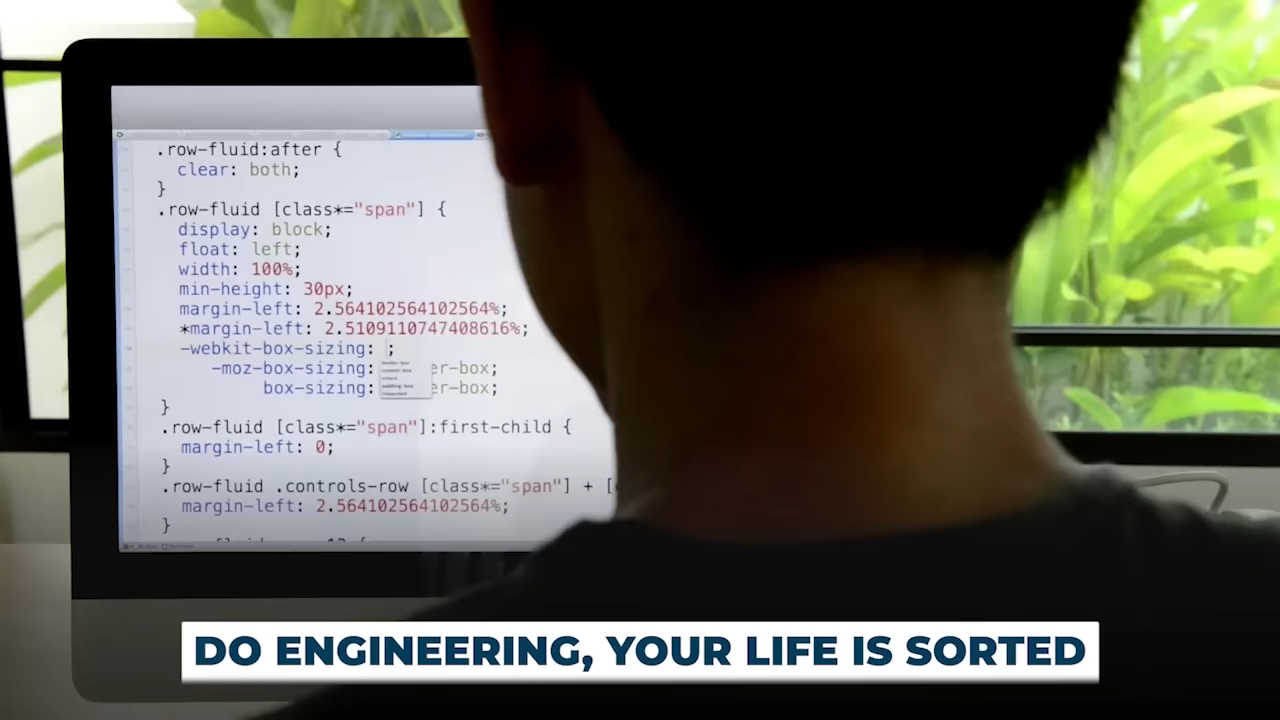 .row-fluid:after {
clear: both;
}
.row-fluid [class*="span"] {
display: block;
float: left;
width: 100%;
min-height: 30px;
margin-left: 2.564102564102564%;
*margin-left: 2.5109110747408616%;
-webkit-box-sizing: ;
-moz-box-sizing: er-box;
box-sizing: er-box;
}
.row-fluid [class*="span"]:first-child {
margin-left: 0;
}
.row-fluid .controls-row [class*="span"] + [
margin-left: 2.564102564102564%;
}
DO ENGINEERING, YOUR LIFE IS SORTED